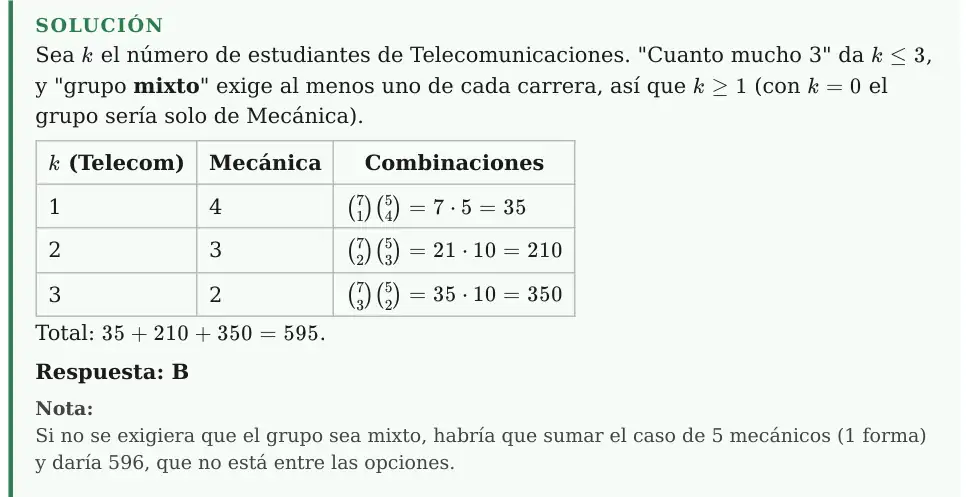 SOLUCIÓN
Sea k el número de estudiantes de Telecomunicaciones. "Cuanto mucho 3" da k ≤ 3,
y "grupo mixto" exige al menos uno de cada carrera, así que k ≥ 1 (con k = 0 el
grupo sería solo de Mecánica).
k (Telecom) Mecánica Combinaciones
1 4 (7 1)(5 4) = 7 · 5 = 35
2 3 (7 2)(5 3) = 21 · 10 = 210
3 2 (7 3)(5 2) = 35 · 10 = 350
Total: 35 + 210 + 350 = 595.
Respuesta: B
Nota:
Si no se exigiera que el grupo sea mixto, habría que sumar el caso de 5 mecánicos (1 forma)
y daría 596, que no está entre las opciones.